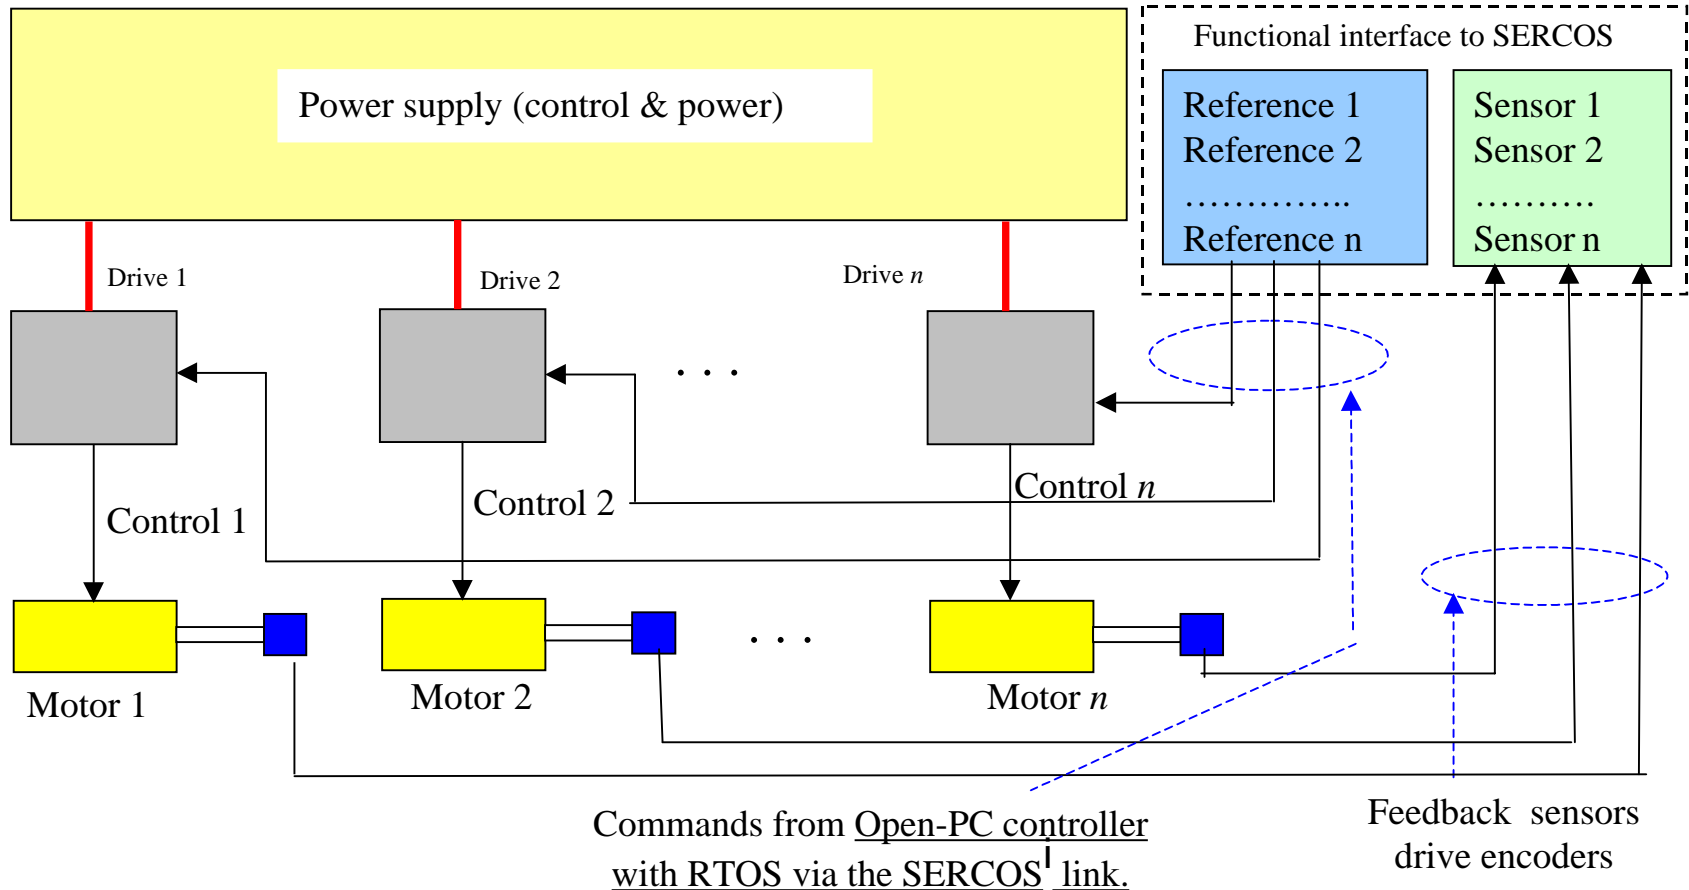 Functional interface to SERCOS
Power supply (control & power)
Reference 1
Reference 2
…………...
Reference n
Sensor 1
Sensor 2
……….
Sensor n
Drive 1
Drive 2
Drive n
. . .
Control 1
Control 2
Control n
. . .
Motor 1
Motor 2
Motor n
Commands from Open-PC controller
with RTOS via the SERCOS link.
Feedback sensors
drive encoders